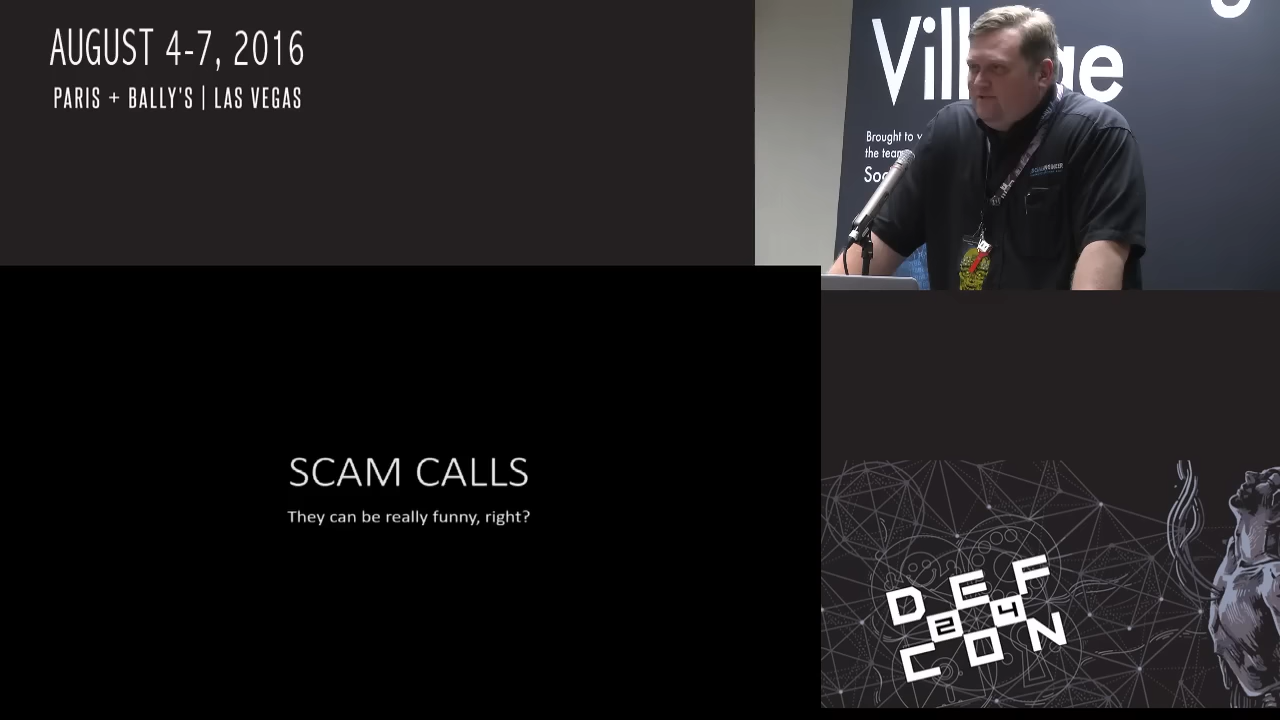 AUGUST 4-7, 2016
PARIS + BALLY'S | LAS VEGAS
Brought to
the team
SCAM CALLS
They can be really funny, right?
DEF
24
CON